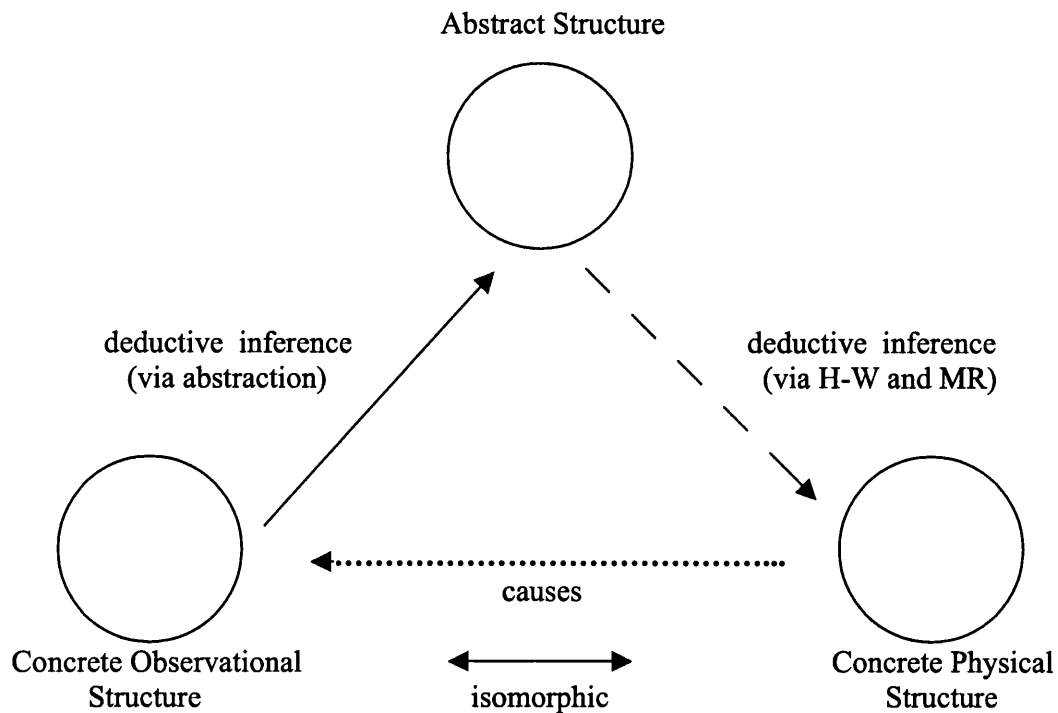 Abstract Structure
deductive inference
(via abstraction)
deductive inference
(via H-W and MR)
causes
Concrete Observational
Structure
isomorphic
Concrete Physical
Structure